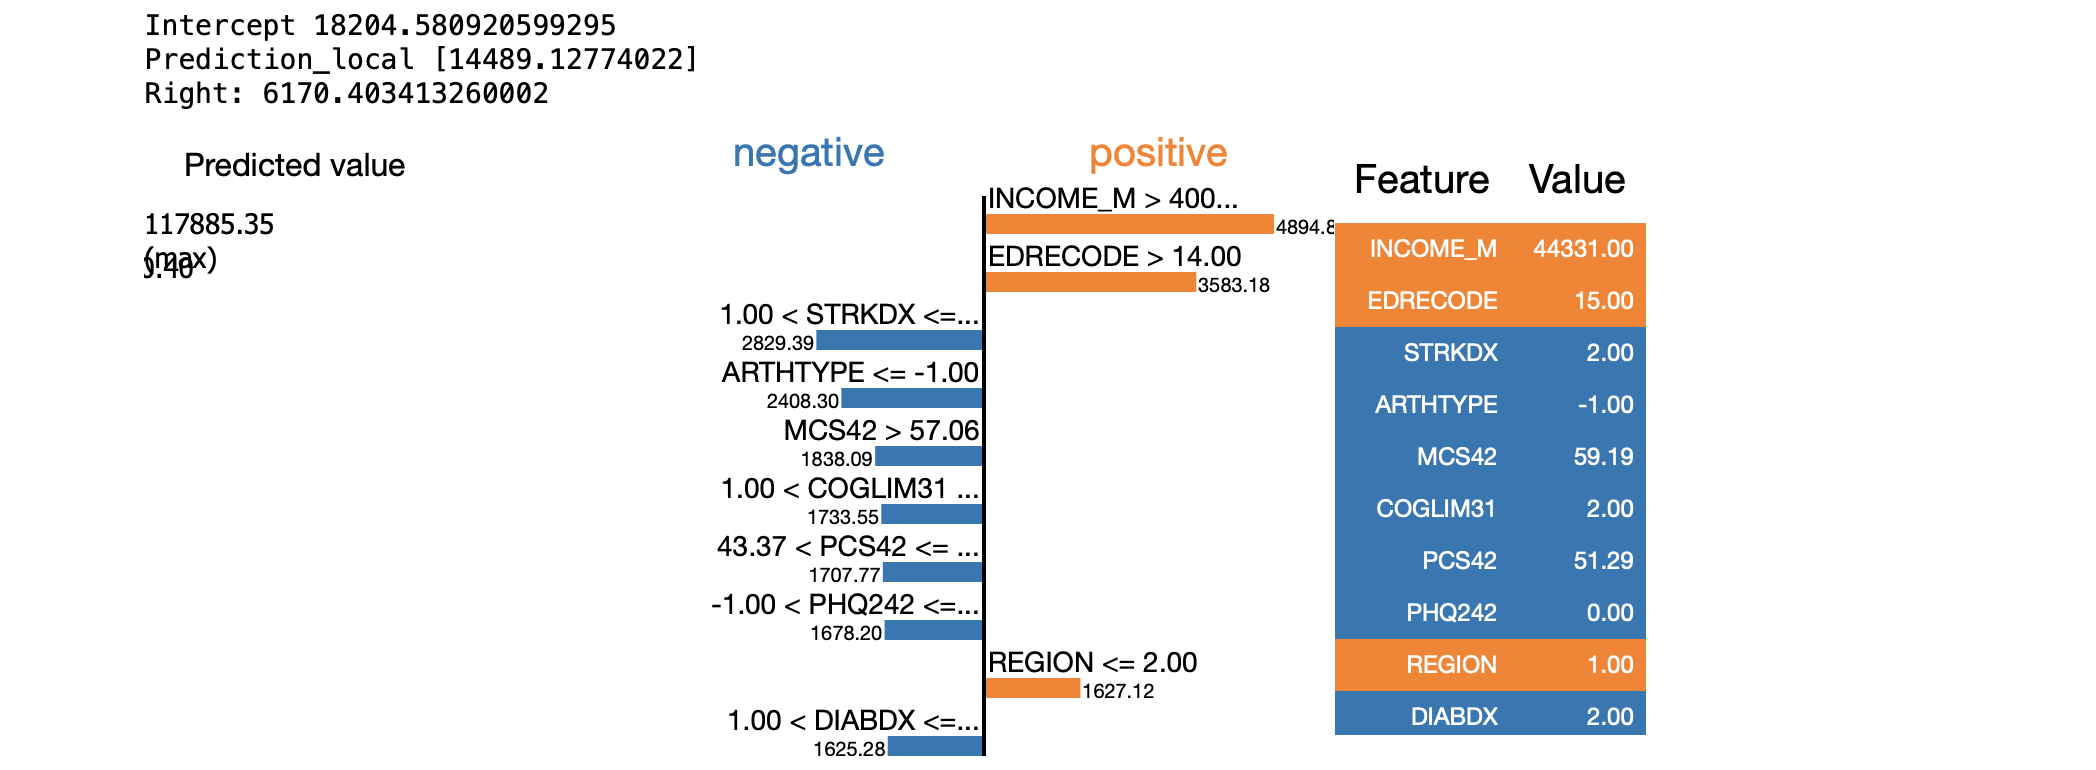 Intercept 18204.580920599295
Prediction_local [14489.12774022]
Right: 6170.403413260002
Predicted value
117885.35
(max)
negative
positive
INCOME_M > 400...
4894.8
EDRECODE > 14.00
3583.18
1.00 < STRKDX <=...
2829.39
ARTHTYPE <= -1.00
2408.30
MCS42 > 57.06
1838.09
1.00 < COGLIM31 ...
1733.55
43.37 < PCS42 <= ...
1707.77
-1.00 < PHQ242 <=...
1678.20
REGION <= 2.00
1627.12
1.00 < DIABDX <=...
1625.28
Feature Value
INCOME_M 44331.00
EDRECODE 15.00
STRKDX 2.00
ARTHTYPE -1.00
MCS42 59.19
COGLIM31 2.00
PCS42 51.29
PHQ242 0.00
REGION 1.00
DIABDX 2.00